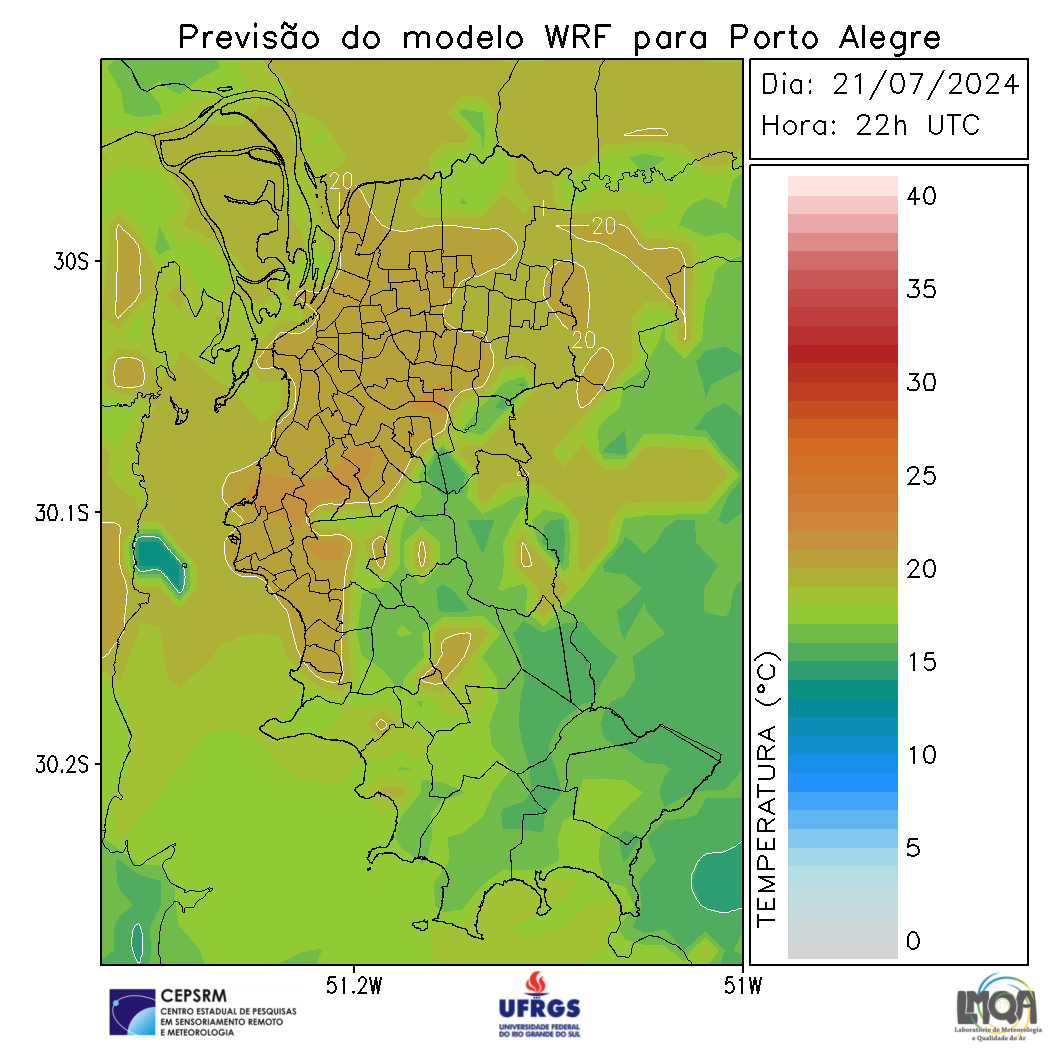 Previsão do modelo WRF para Porto Alegre
Dia: 21/07/2024
Hora: 22h UTC
20
20
20
30S
30.1S
30.2S
51.2W
51W
40
35
30
25
20
15
10
5
0
TEMPERATURA (°C)
CEPSRM
CENTRO ESTADUAL DE PESQUISAS
EM SENSORIAMENTO REMOTO
E METEOROLOGIA
UFRGS
UNIVERSIDADE FEDERAL
DO RIO GRANDE DO SUL
LMQA
Laboratório de Meteorologia
e Qualidade do Ar